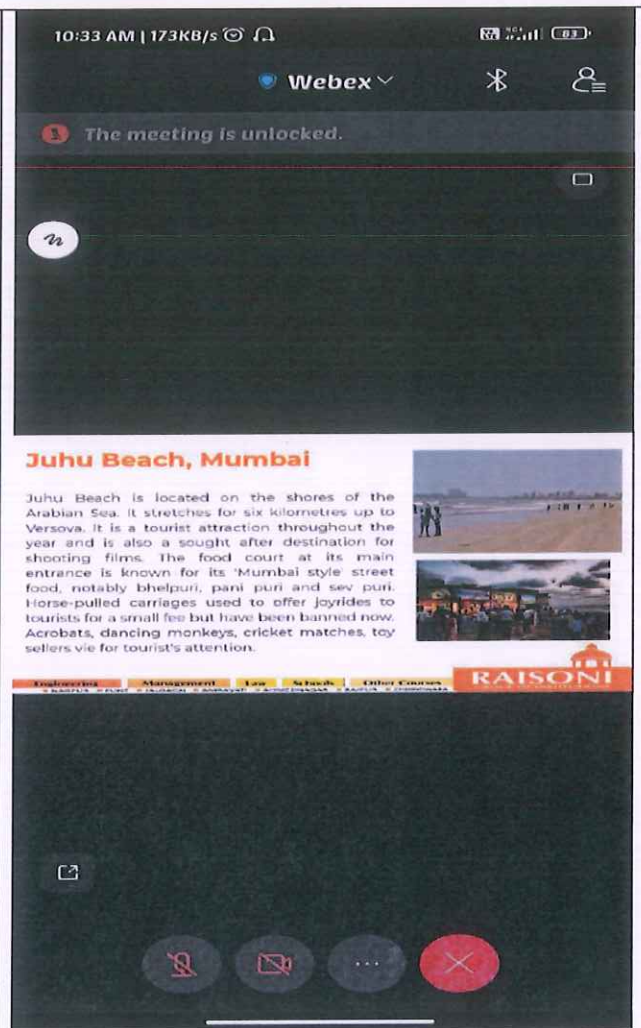 10:33 AM | 173KB/s
83
Webex
The meeting is unlocked.
Juhu Beach, Mumbai
Juhu Beach is located on the shores of the
Arabian Sea. It stretches for six kilometres up to
Versova. It is a tourist attraction throughout the
year and is also a sought after destination for
shooting films. The food court at its main
entrance is known for its 'Mumbai style' street
food, notably bhelpuri, pani puri and sev puri.
Horse-pulled carriages used to offer joyrides to
tourists for a small fee but have been banned now.
Acrobats, dancing monkeys, cricket matches, toy
sellers vie for tourist's attention.
Engineering Management Law Schools Other Courses
RAISONI